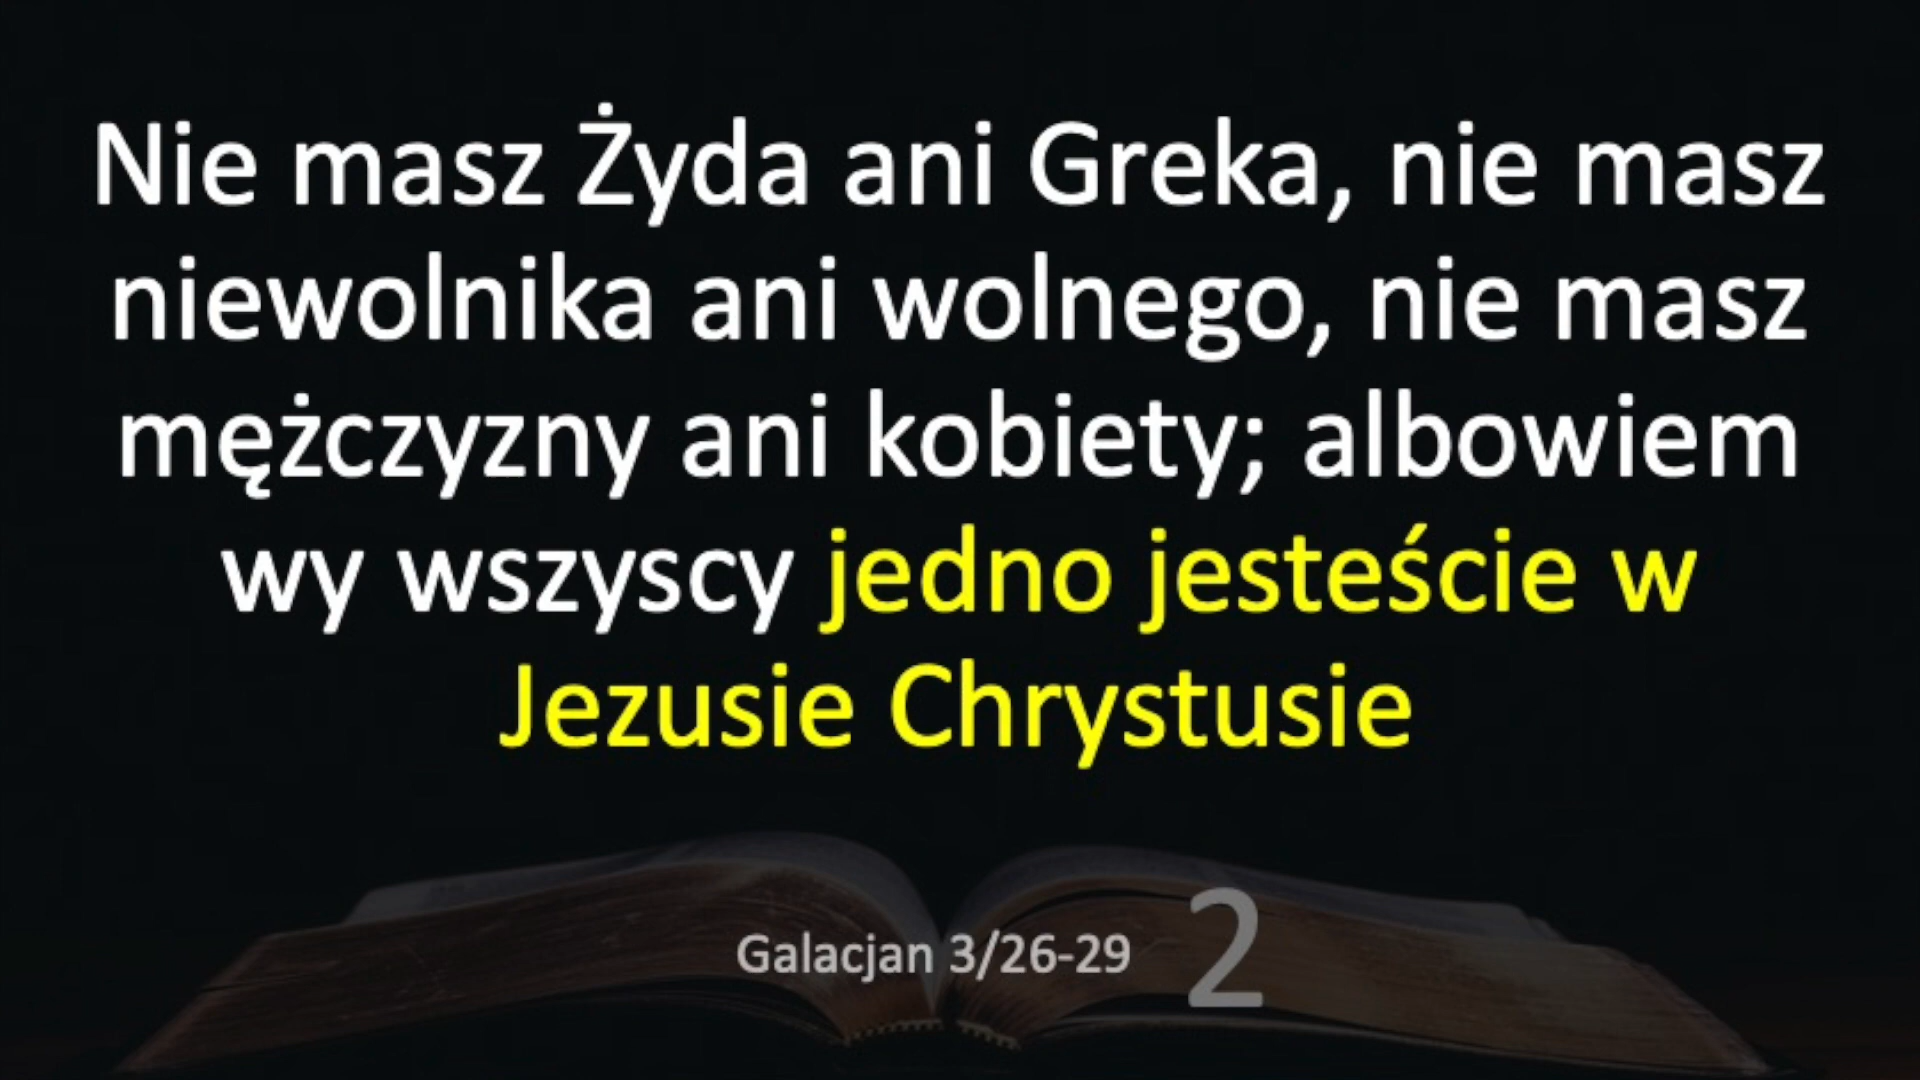 Nie masz Żyda ani Greka, nie masz
niewolnika ani wolnego, nie masz
mężczyzny ani kobiety; albowiem
wy wszyscy jedno jesteście w
Jezusie Chrystusie
Galacjan 3/26-29 2